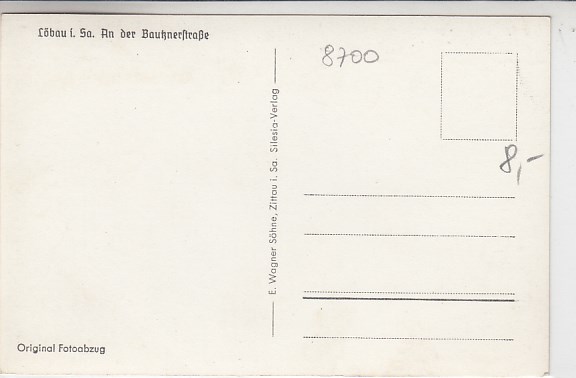 Löbau i. Sa. An der Bautznerstraße
8700
8,-
E. Wagner Söhne, Zittau i. Sa. Silesia-Verlag
Original Fotoabzug